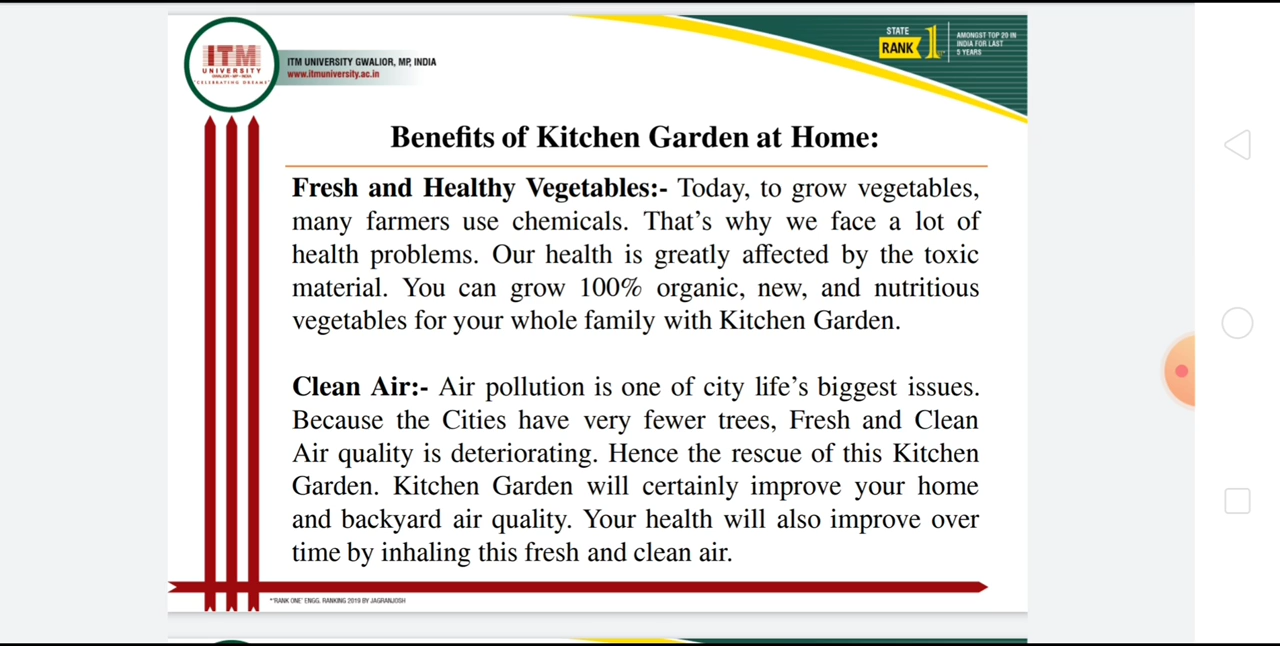 ITM
UNIVERSITY
GWALIOR • MP • INDIA
"CELEBRATING DREAMS"
ITM UNIVERSITY GWALIOR, MP, INDIA
www.itmuniversity.ac.in
STATE
RANK 1
AMONGST TOP 20 IN
INDIA FOR LAST
5 YEARS
Benefits of Kitchen Garden at Home:
Fresh and Healthy Vegetables:- Today, to grow vegetables,
many farmers use chemicals. That's why we face a lot of
health problems. Our health is greatly affected by the toxic
material. You can grow 100% organic, new, and nutritious
vegetables for your whole family with Kitchen Garden.
Clean Air:- Air pollution is one of city life's biggest issues.
Because the Cities have very fewer trees, Fresh and Clean
Air quality is deteriorating. Hence the rescue of this Kitchen
Garden. Kitchen Garden will certainly improve your home
and backyard air quality. Your health will also improve over
time by inhaling this fresh and clean air.
*"RANK ONE" ENGG. RANKING 2019 BY JAGRANJOSH